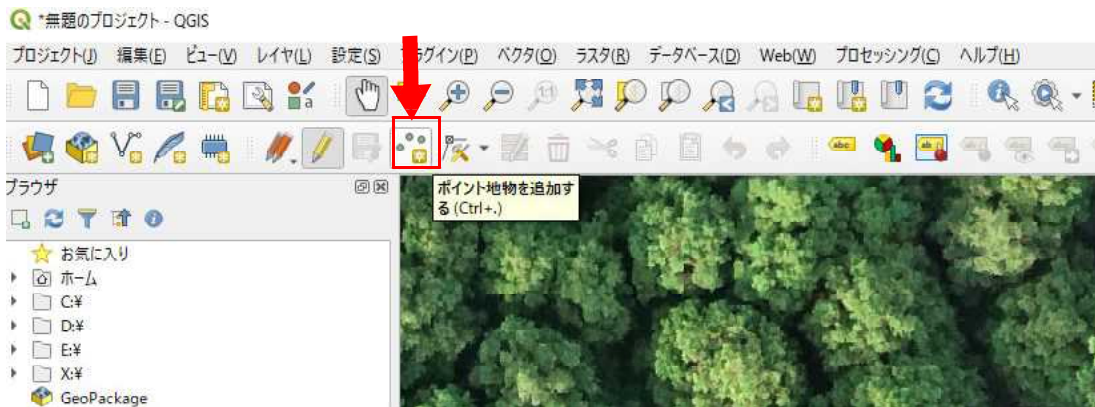 *無題のプロジェクト - QGIS
プロジェクト(J) 編集(E) ビュー(V) レイヤ(L) 設定(S) プラグイン(P) ベクタ(O) ラスタ(R) データベース(D) Web(W) プロセッシング(C) ヘルプ(H)
ブラウザ
ポイント地物を追加す
る (Ctrl+.)
お気に入り
ホーム
C:¥
D:¥
E:¥
X:¥
GeoPackage